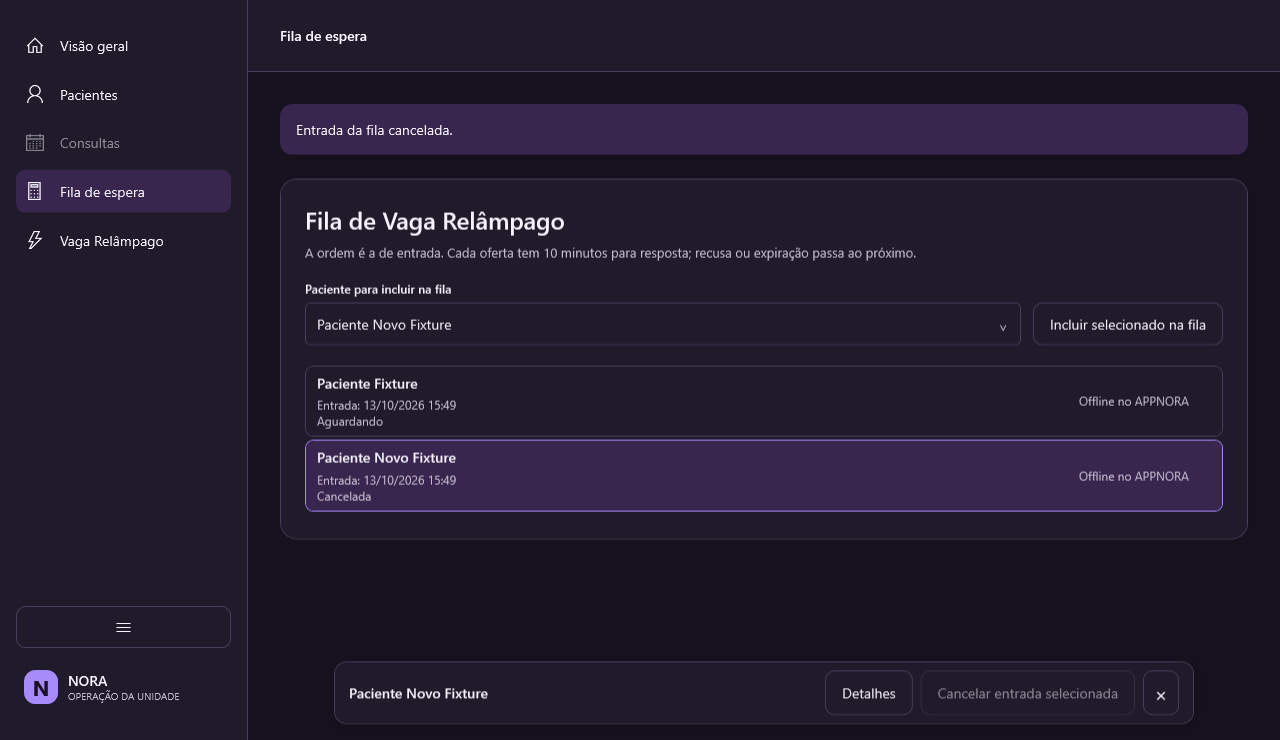 Visão geral
Pacientes
Consultas
Fila de espera
Vaga Relâmpago
N
NORA
OPERAÇÃO DA UNIDADE
Fila de espera
Entrada da fila cancelada.
Fila de Vaga Relâmpago
A ordem é a de entrada. Cada oferta tem 10 minutos para resposta; recusa ou expiração passa ao próximo.
Paciente para incluir na fila
Paciente Novo Fixture
Incluir selecionado na fila
Paciente Fixture
Entrada: 13/10/2026 15:49
Aguardando
Offline no APPNORA
Paciente Novo Fixture
Entrada: 13/10/2026 15:49
Cancelada
Offline no APPNORA
Paciente Novo Fixture
Detalhes
Cancelar entrada selecionada